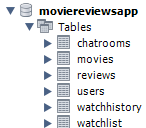 moviereviewsapp
Tables
chatrooms
movies
reviews
users
watchhistory
watchlist